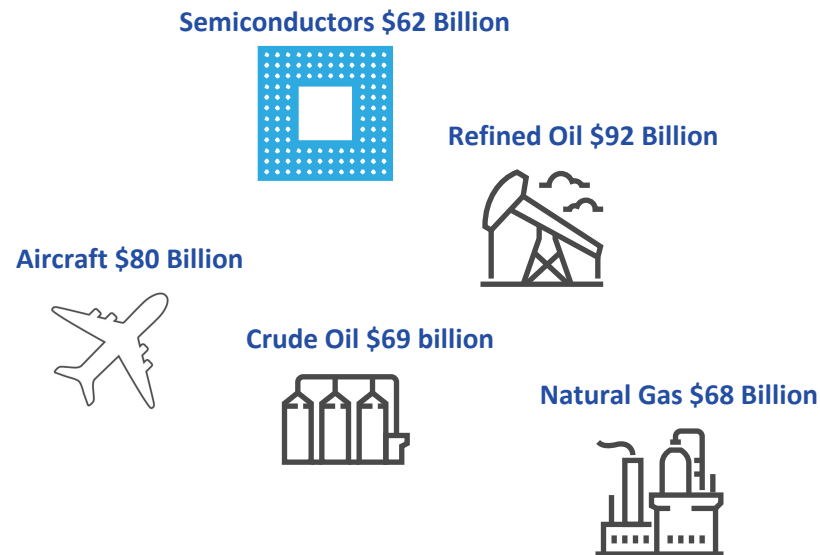 Semiconductors $62 Billion
Refined Oil $92 Billion
Aircraft $80 Billion
Crude Oil $69 billion
Natural Gas $68 Billion